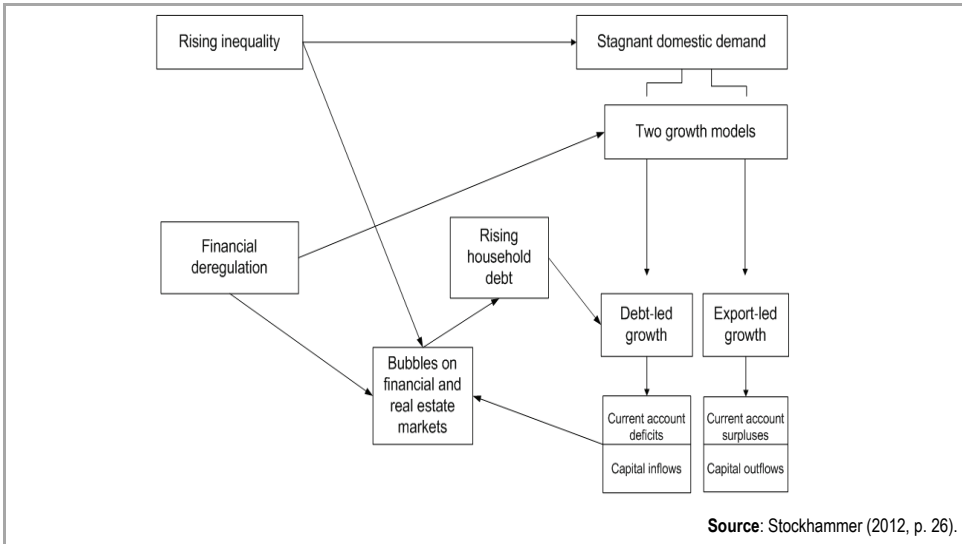 Rising inequality
Stagnant domestic demand
Two growth models
Financial
deregulation
Rising
household
debt
Debt-led
growth
Export-led
growth
Bubbles on
financial and
real estate
markets
Current account
deficits
Current account
surpluses
Capital inflows
Capital outflows
Source: Stockhammer (2012, p. 26).